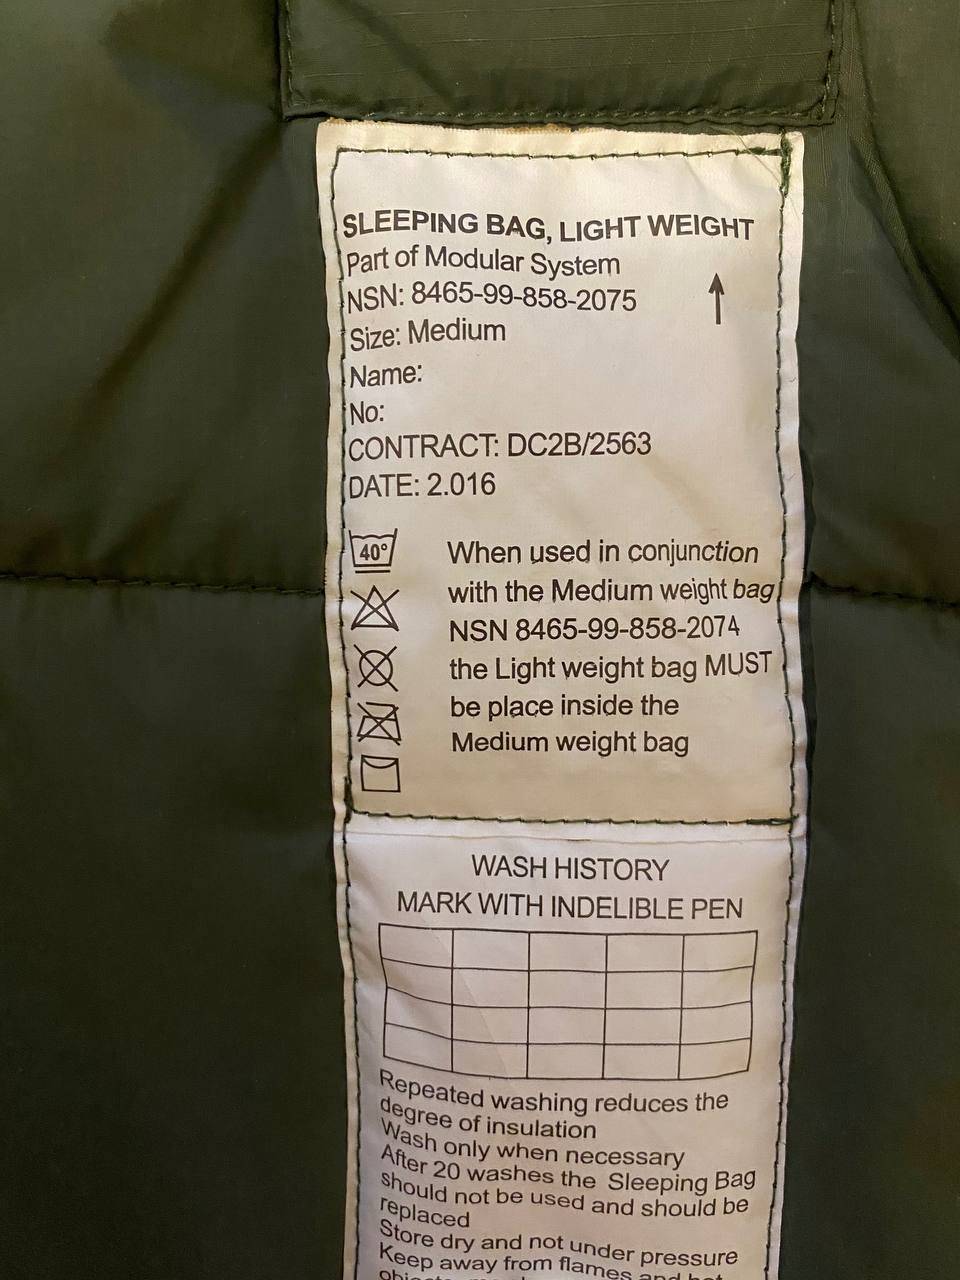 SLEEPING BAG, LIGHT WEIGHT
Part of Modular System
NSN: 8465-99-858-2075
Size: Medium
Name:
No:
CONTRACT: DC2B/2563
DATE: 2.016
40°
When used in conjunction
with the Medium weight bag
NSN 8465-99-858-2074
the Light weight bag MUST
be place inside the
Medium weight bag
WASH HISTORY
MARK WITH INDELIBLE PEN
Repeated washing reduces the
degree of insulation
Wash only when necessary
After 20 washes the Sleeping Bag
should not be used and should be
replaced
Store dry and not under pressure
Keep away from flames and hot